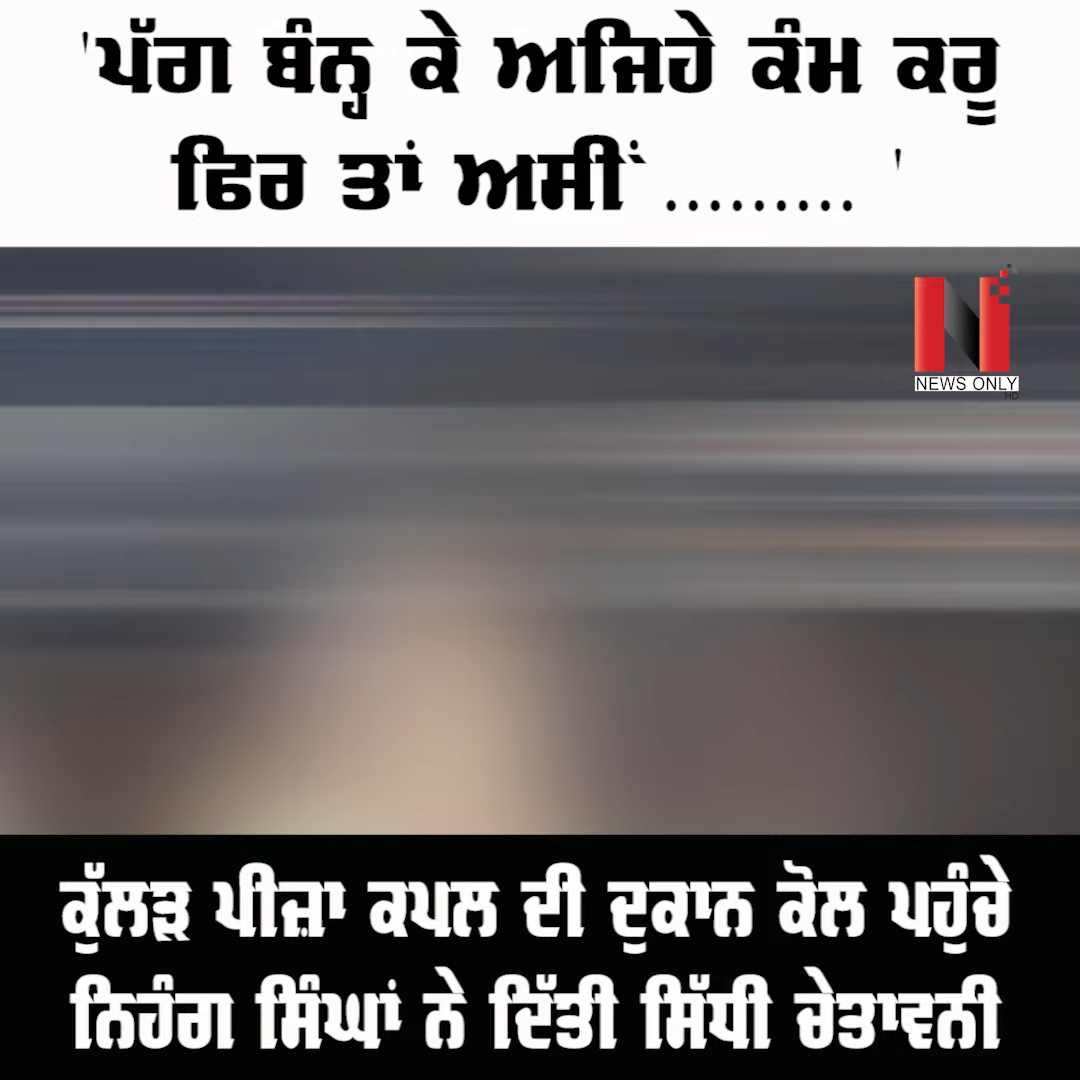 'ਪੱਗ ਬੰਨ੍ਹ ਕੇ ਅਜਿਹੇ ਕੰਮ ਕਰੂ
ਫਿਰ ਤਾਂ ਅਸੀਂ ......... '
NEWS ONLY
HD
ਕੁੱਲੜ ਪੀਜ਼ਾ ਕਪਲ ਦੀ ਦੁਕਾਨ ਕੋਲ ਪਹੁੰਚੇ
ਨਿਹੰਗ ਸਿੰਘਾਂ ਨੇ ਦਿੱਤੀ ਸਿੱਧੀ ਚੇਤਾਵਨੀ